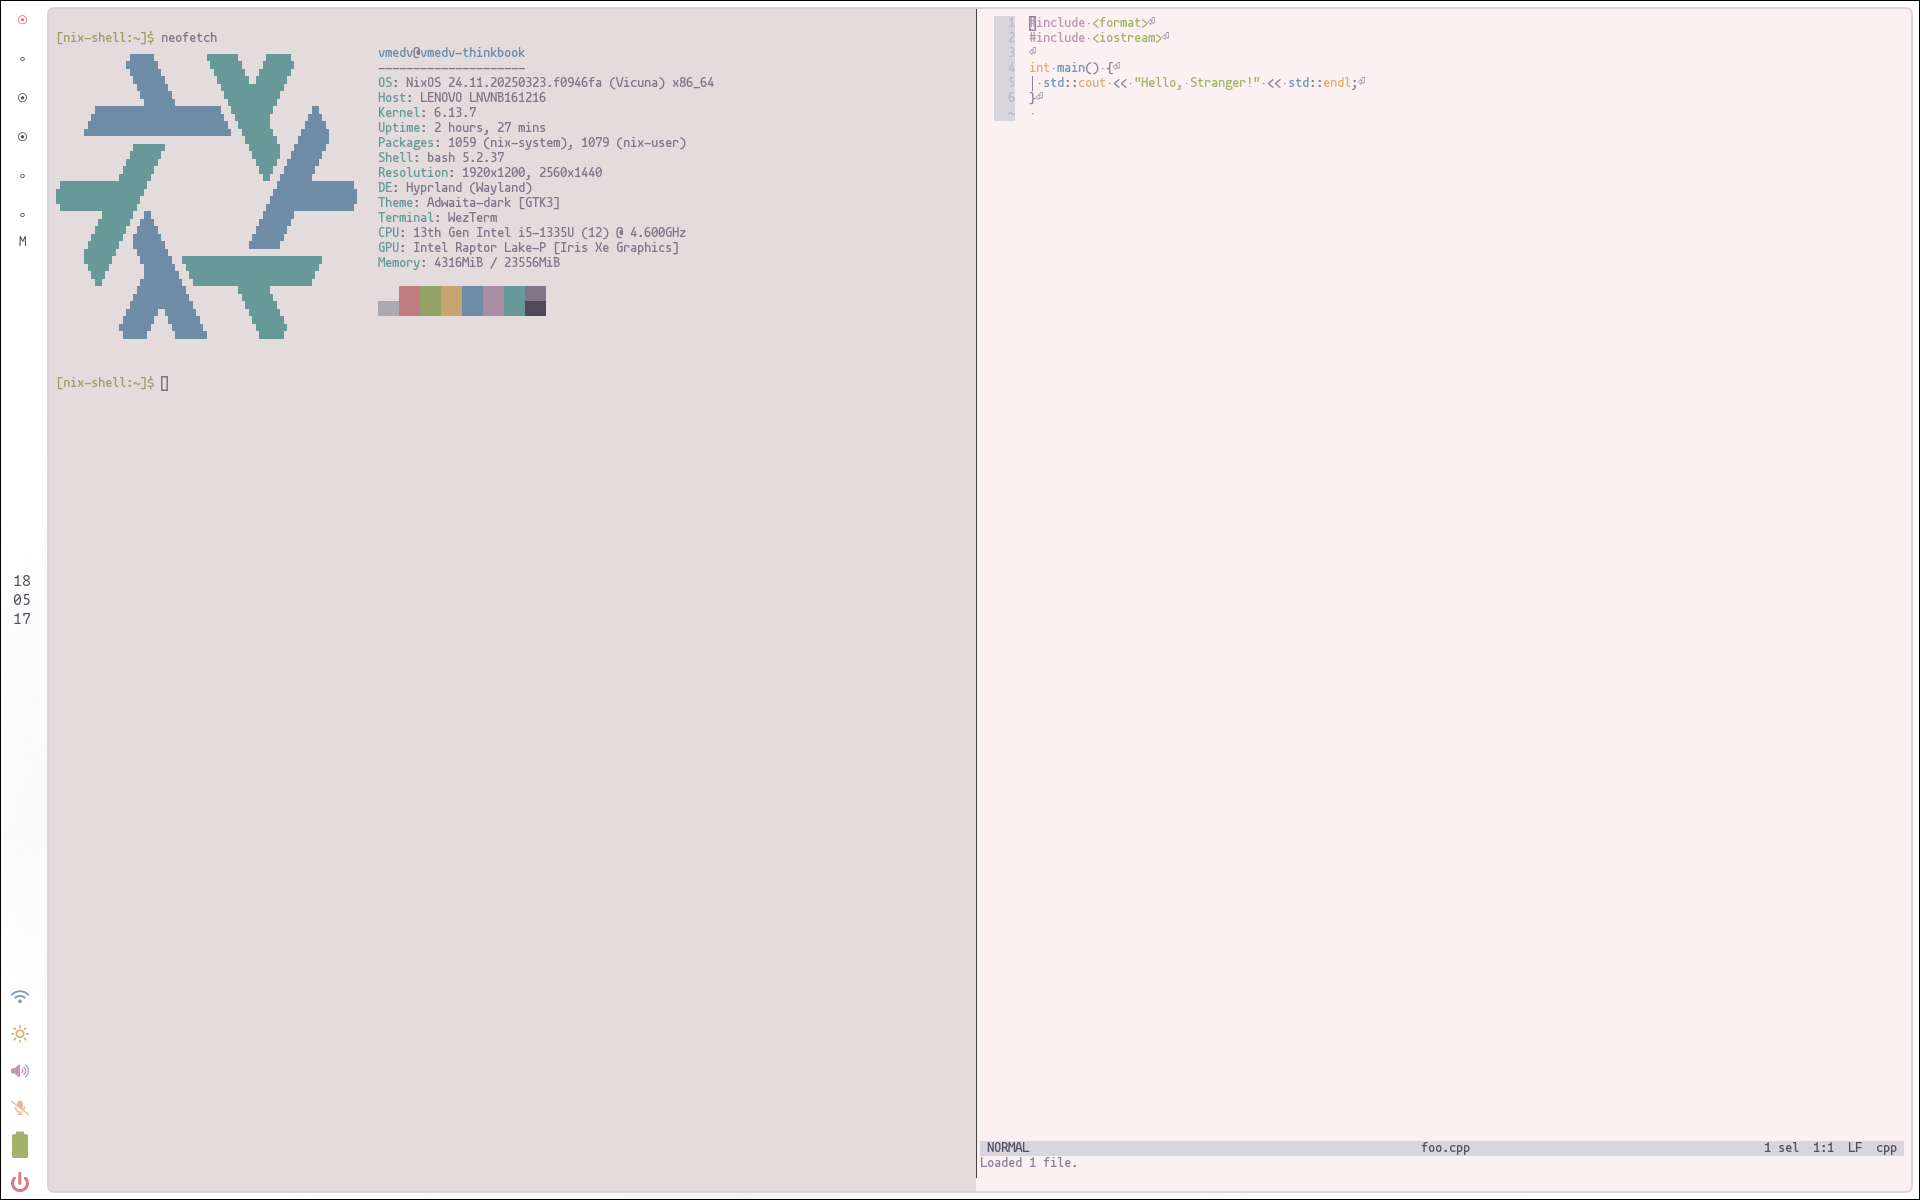 M
18
05
17
[nix-shell:~]$ neofetch
vmedv@vmedv-thinkbook
---------------------
OS: NixOS 24.11.20250323.f0946fa (Vicuna) x86_64
Host: LENOVO LNVNB161216
Kernel: 6.13.7
Uptime: 2 hours, 27 mins
Packages: 1059 (nix-system), 1079 (nix-user)
Shell: bash 5.2.37
Resolution: 1920x1200, 2560x1440
DE: Hyprland (Wayland)
Theme: Adwaita-dark [GTK3]
Terminal: WezTerm
CPU: 13th Gen Intel i5-1335U (12) @ 4.600GHz
GPU: Intel Raptor Lake-P [Iris Xe Graphics]
Memory: 4316MiB / 23556MiB
[nix-shell:~]$
1 #include·<format>⏎
2 #include·<iostream>⏎
3 ⏎
4 int·main()·{⏎
5 │·std::cout·<<·"Hello,·Stranger!"·<<·std::endl;⏎
6 }⏎
~ ·
NORMAL foo.cpp 1 sel 1:1 LF cpp
Loaded 1 file.